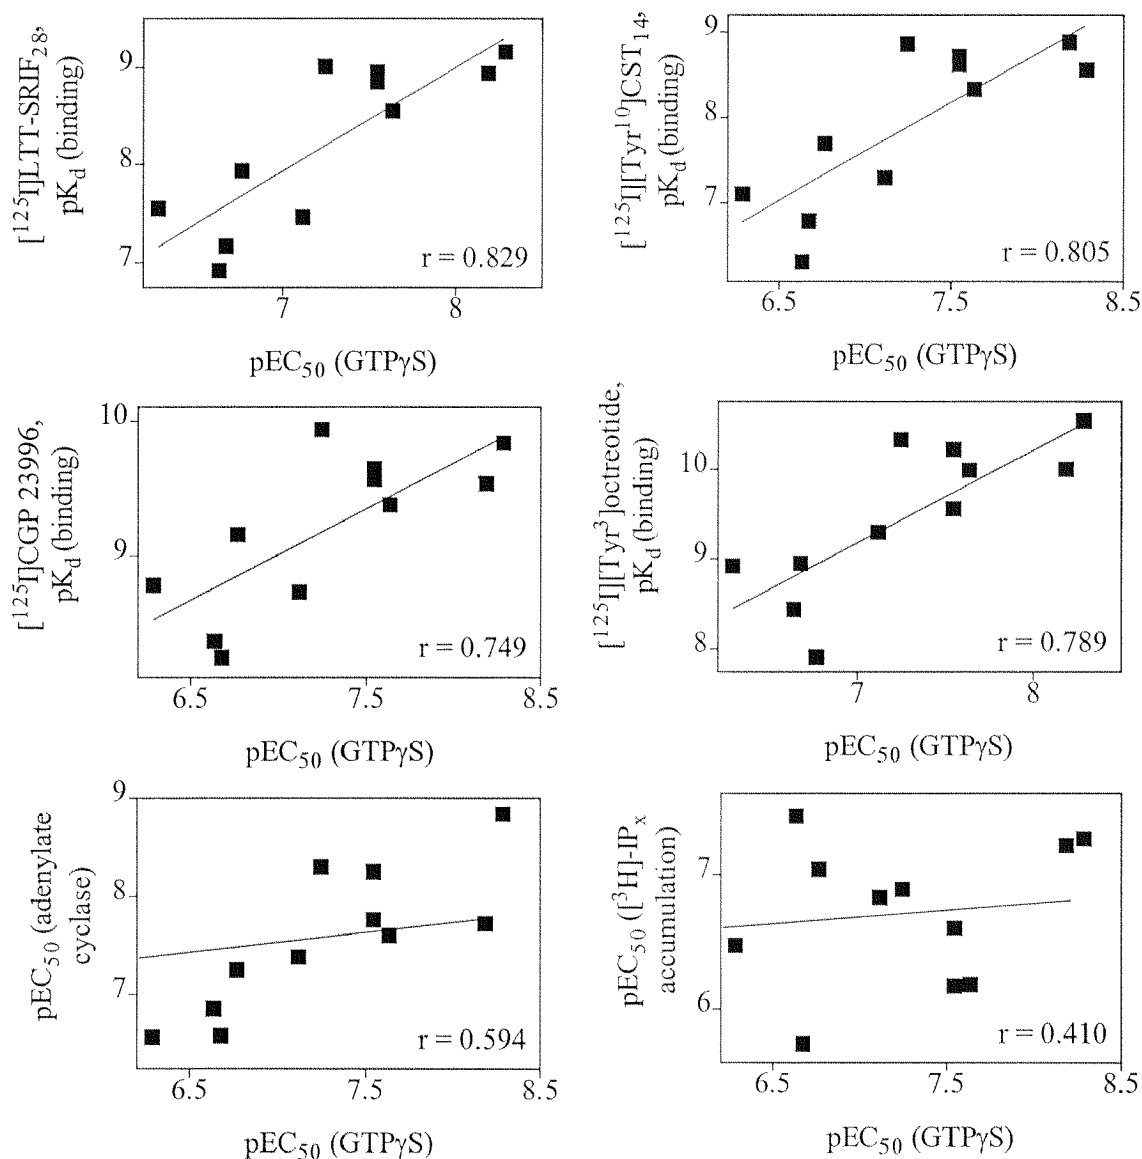 [¹²⁵I]LTT-SRIF₂₈,
pK_d (binding)
9
8
7
r = 0.829
7
8
pEC₅₀ (GTPγS)
[¹²⁵I][Tyr¹⁰]CST₁₄,
pK_d (binding)
9
8
7
r = 0.805
6.5
7.5
8.5
pEC₅₀ (GTPγS)
[¹²⁵I]CGP 23996,
pK_d (binding)
10
9
r = 0.749
6.5
7.5
8.5
pEC₅₀ (GTPγS)
[¹²⁵I][Tyr³]octreotide,
pK_d (binding)
10
9
8
r = 0.789
7
8
pEC₅₀ (GTPγS)
pEC₅₀ (adenylate
cyclase)
9
8
7
r = 0.594
6.5
7.5
8.5
pEC₅₀ (GTPγS)
pEC₅₀ ([³H]-IPₓ
accumulation)
7
6
r = 0.410
6.5
7.5
8.5
pEC₅₀ (GTPγS)